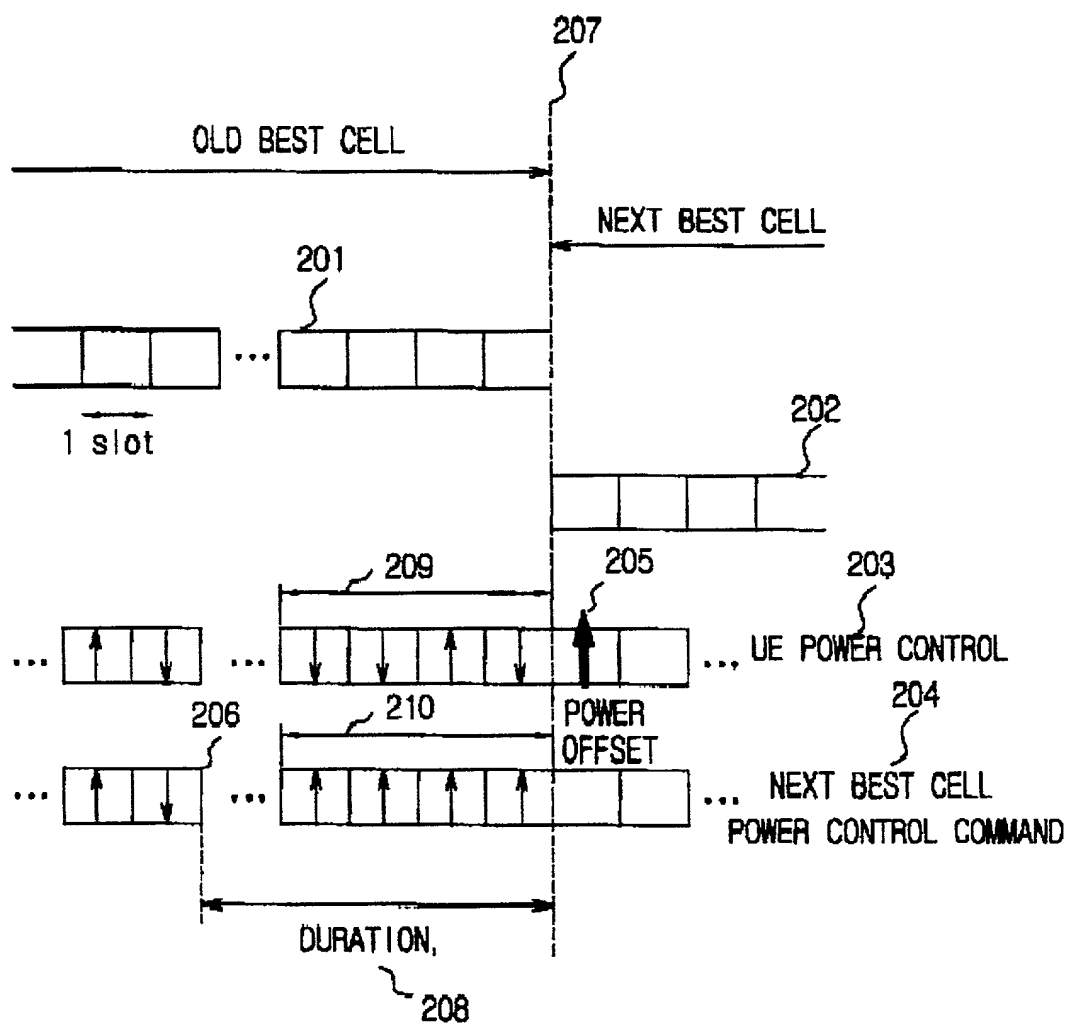 207
OLD BEST CELL
NEXT BEST CELL
201
...
1 slot
202
209
205
203
... ... ... UE POWER CONTROL
206
210
POWER
OFFSET
204
... ... ... NEXT BEST CELL
POWER CONTROL COMMAND
DURATION,
208